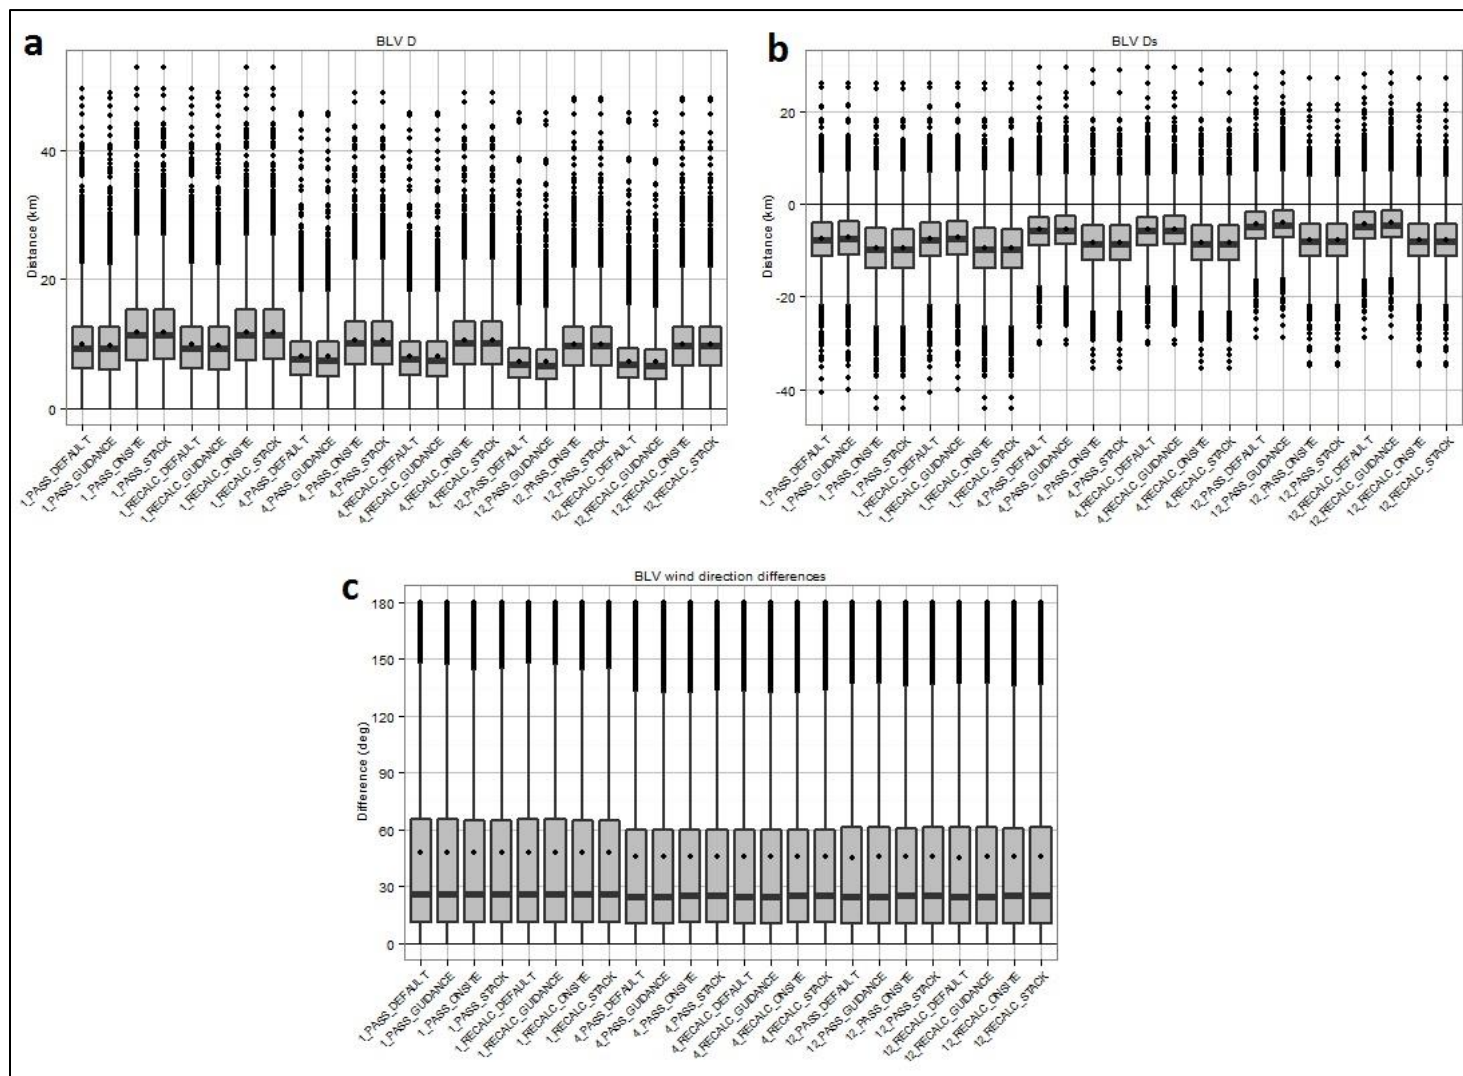 a
BLV D
Distance (km)
40
20
0
1_PASS_DEFAULT
1_PASS_GUIDANCE
1_PASS_ONSITE
1_PASS_STACK
1_RECALC_DEFAULT
1_RECALC_GUIDANCE
1_RECALC_ONSITE
1_RECALC_STACK
4_PASS_DEFAULT
4_PASS_GUIDANCE
4_PASS_ONSITE
4_PASS_STACK
4_RECALC_DEFAULT
4_RECALC_GUIDANCE
4_RECALC_ONSITE
4_RECALC_STACK
12_PASS_DEFAULT
12_PASS_GUIDANCE
12_PASS_ONSITE
12_PASS_STACK
12_RECALC_DEFAULT
12_RECALC_GUIDANCE
12_RECALC_ONSITE
12_RECALC_STACK
b
BLV Ds
Distance (km)
20
0
-20
-40
1_PASS_DEFAULT
1_PASS_GUIDANCE
1_PASS_ONSITE
1_PASS_STACK
1_RECALC_DEFAULT
1_RECALC_GUIDANCE
1_RECALC_ONSITE
1_RECALC_STACK
4_PASS_DEFAULT
4_PASS_GUIDANCE
4_PASS_ONSITE
4_PASS_STACK
4_RECALC_DEFAULT
4_RECALC_GUIDANCE
4_RECALC_ONSITE
4_RECALC_STACK
12_PASS_DEFAULT
12_PASS_GUIDANCE
12_PASS_ONSITE
12_PASS_STACK
12_RECALC_DEFAULT
12_RECALC_GUIDANCE
12_RECALC_ONSITE
12_RECALC_STACK
c
BLV wind direction differences
Difference (deg)
180
150
120
90
60
30
0
1_PASS_DEFAULT
1_PASS_GUIDANCE
1_PASS_ONSITE
1_PASS_STACK
1_RECALC_DEFAULT
1_RECALC_GUIDANCE
1_RECALC_ONSITE
1_RECALC_STACK
4_PASS_DEFAULT
4_PASS_GUIDANCE
4_PASS_ONSITE
4_PASS_STACK
4_RECALC_DEFAULT
4_RECALC_GUIDANCE
4_RECALC_ONSITE
4_RECALC_STACK
12_PASS_DEFAULT
12_PASS_GUIDANCE
12_PASS_ONSITE
12_PASS_STACK
12_RECALC_DEFAULT
12_RECALC_GUIDANCE
12_RECALC_ONSITE
12_RECALC_STACK